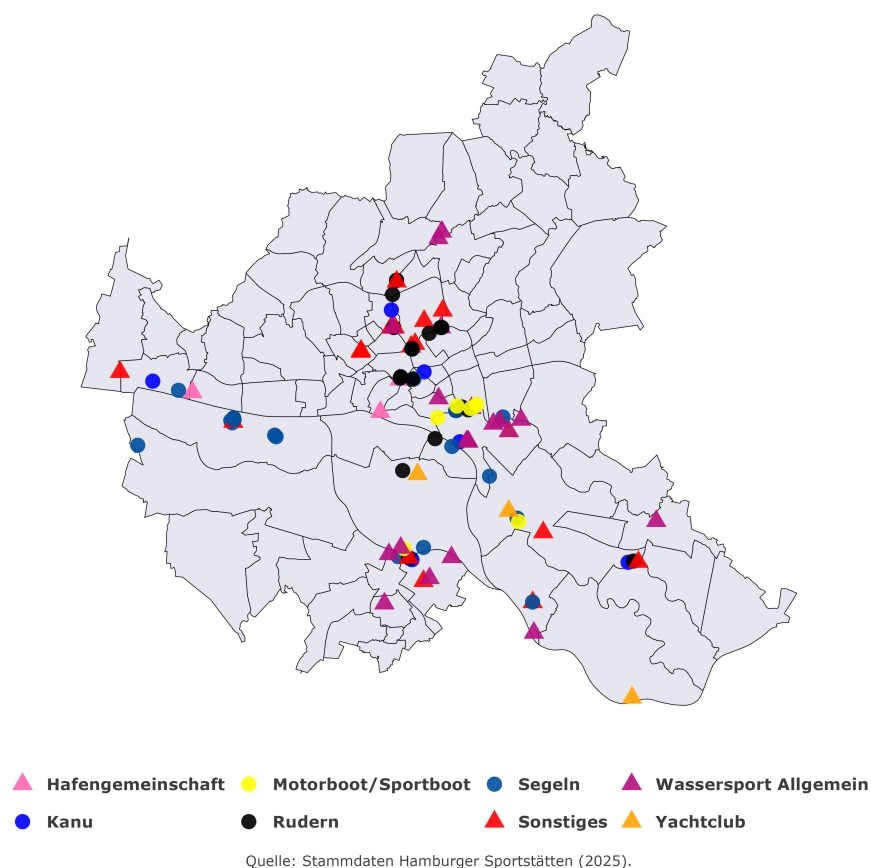 Hafengemeinschaft Motorboot/Sportboot Segeln Wassersport Allgemein
Kanu Rudern Sonstiges Yachtclub
Quelle: Stammdaten Hamburger Sportstätten (2025).